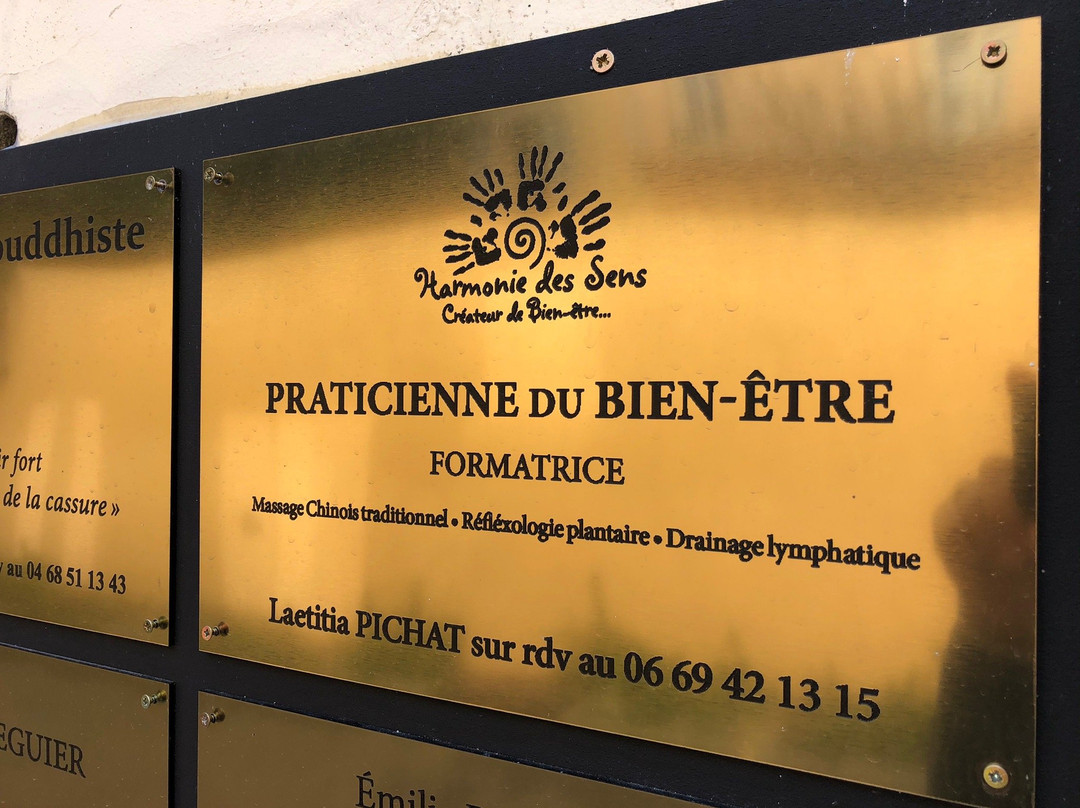 Harmonie des Sens
Créateur de Bien-être...
PRATICIENNE DU BIEN-ÊTRE
FORMATRICE
Massage Chinois traditionnel • Réfléxologie plantaire • Drainage lymphatique
Laetitia PICHAT sur rdv au 06 69 42 13 15
ouddhiste
ir fort
de la cassure »
v au 04 68 51 13 43
EGUIER
Émili